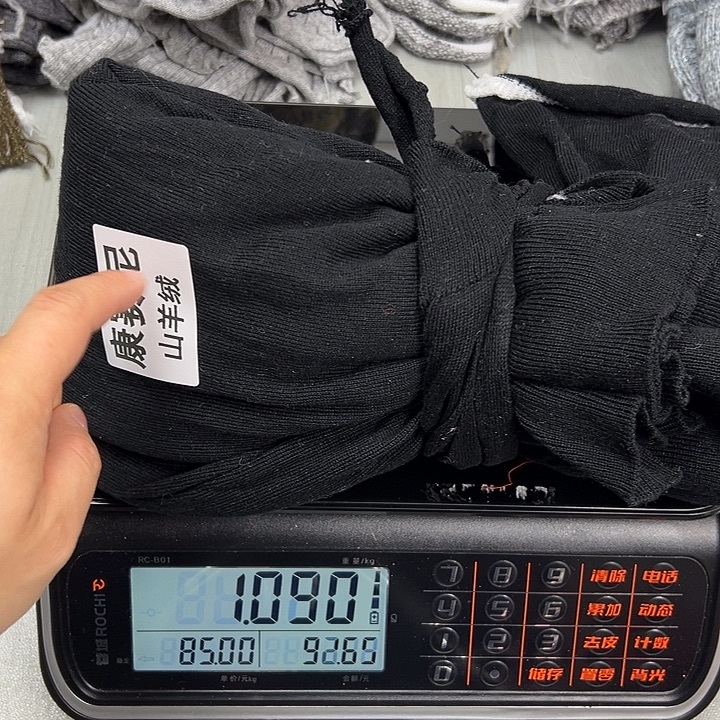 康赛尼
山羊绒
RC-B01
重量/kg
1.090
85.00
92.65
单价/元kg
金额/元
ROCHI
7 8 9 清除 电话
4 5 6 累加 动态
1 2 3 去皮 计数
0 . 储存 置零 背光